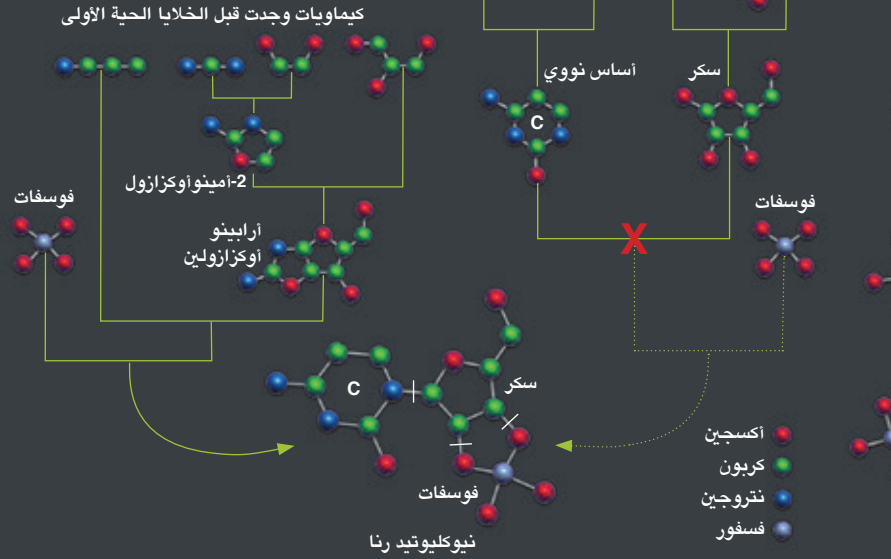 كيماويات وجدت قبل الخلايا الحية الأولى
أساس نووي
سكر
C
2-أمينوأوكزازول
فوسفات
فوسفات
أرابينو
أوكزازولين
X
C
سكر
فوسفات
نيوكليوتيد رنا
أكسجين
كربون
نتروجين
فسفور